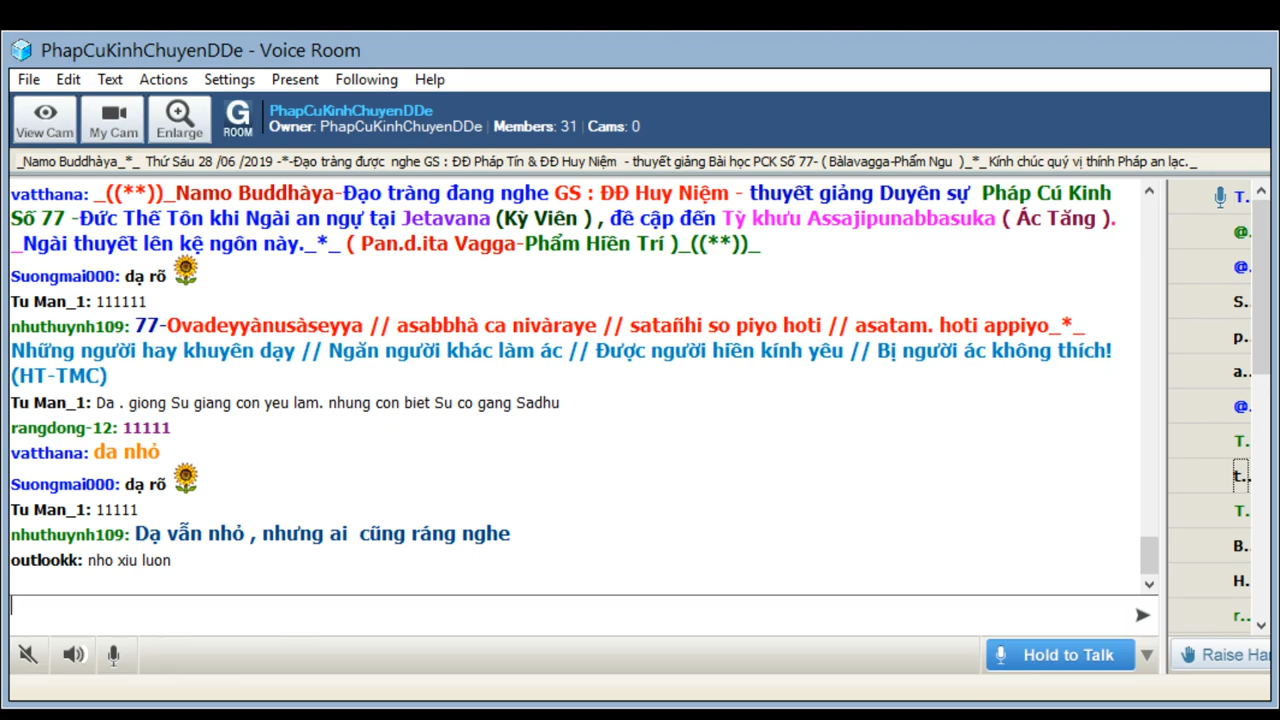 PhapCuKinhChuyenDDe - Voice Room
File Edit Text Actions Settings Present Following Help
View Cam My Cam Enlarge G ROOM
PhapCuKinhChuyenDDe
Owner: PhapCuKinhChuyenDDe | Members: 31 | Cams: 0
_Namo Buddhàya_*_ Thứ Sáu 28 /06 /2019 -*-Đạo tràng được nghe GS : ĐĐ Pháp Tín & ĐĐ Huy Niệm - thuyết giảng Bài học PCK Số 77- ( Bàlavagga-Phẩm Ngu )_*_Kính chúc quý vị thính Pháp an lạc._
vatthana: _((**))_Namo Buddhàya-Đạo tràng đang nghe GS : ĐĐ Huy Niệm - thuyết giảng Duyên sự Pháp Cú Kinh
Số 77 -Đức Thế Tôn khi Ngài an ngự tại Jetavana (Kỳ Viên ) , đề cập đến Tỳ khưu Assajipunabbasuka ( Ác Tăng ).
_Ngài thuyết lên kệ ngôn này._*_ ( Pan.d.ita Vagga-Phẩm Hiền Trí )_((**))_
Suongmai000: dạ rõ
Tu Man_1: 111111
nhuthuynh109: 77-Ovadeyyànusàseyya // asabbhà ca nivàraye // satañhi so piyo hoti // asatam. hoti appiyo_*_
Những người hay khuyên dạy // Ngăn người khác làm ác // Được người hiền kính yêu // Bị người ác không thích!
(HT-TMC)
Tu Man_1: Da . giong Su giang con yeu lam. nhung con biet Su co gang Sadhu
rangdong-12: 11111
vatthana: da nhỏ
Suongmai000: dạ rõ
Tu Man_1: 11111
nhuthuynh109: Dạ vẫn nhỏ , nhưng ai cũng ráng nghe
outlookk: nho xiu luon
T.
@.
@.
S.
p.
a..
@.
T.
t..
T.
B.
H.
r..
Hold to Talk
Raise Han